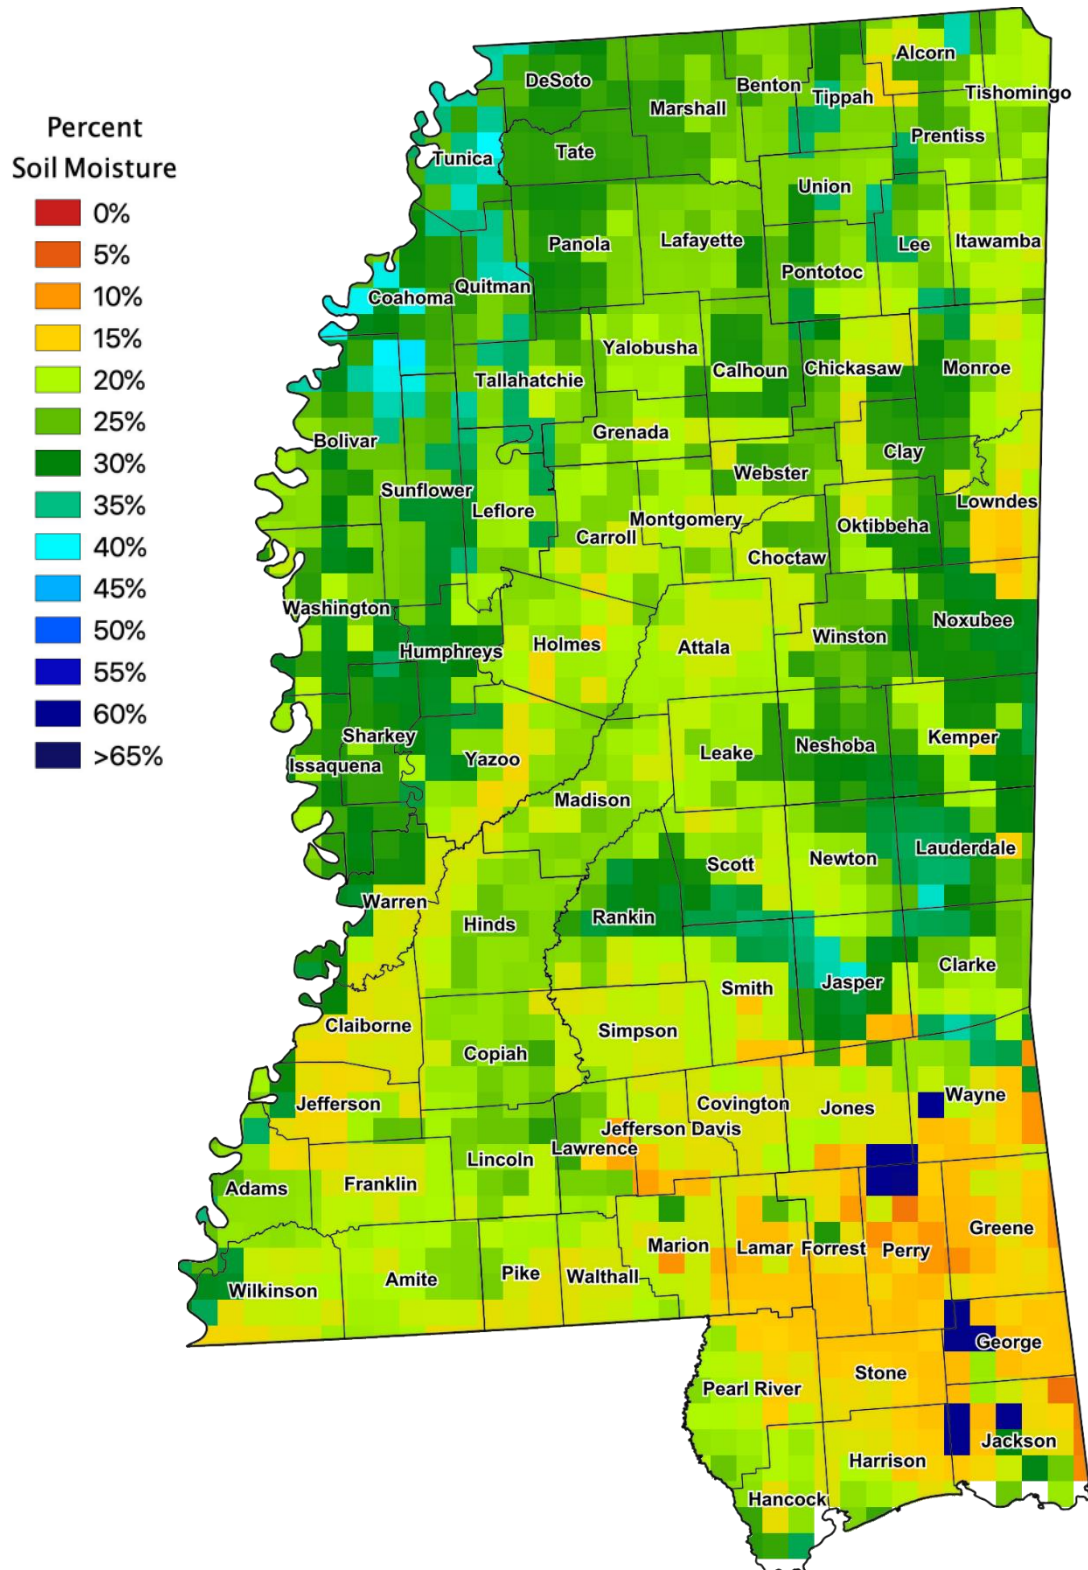 Percent
Soil Moisture
0%
5%
10%
15%
20%
25%
30%
35%
40%
45%
50%
55%
60%
>65%
Alcorn
DeSoto
Benton
Tippah
Tishomingo
Marshall
Prentiss
Tunica
Tate
Union
Panola
Lafayette
Lee
Itawamba
Pontotoc
Quitman
Coahoma
Yalobusha
Calhoun
Chickasaw
Monroe
Tallahatchie
Grenada
Bolivar
Clay
Webster
Sunflower
Leflore
Lowndes
Montgomery
Oktibbeha
Carroll
Choctaw
Washington
Noxubee
Winston
Holmes
Attala
Humphreys
Sharkey
Kemper
Neshoba
Leake
Yazoo
Issaquena
Madison
Lauderdale
Newton
Scott
Warren
Rankin
Hinds
Clarke
Jasper
Smith
Claiborne
Simpson
Copiah
Wayne
Jefferson
Covington
Jones
Jefferson Davis
Lawrence
Lincoln
Franklin
Adams
Greene
Marion
Lamar
Forrest
Perry
Pike
Walthall
Amite
Wilkinson
George
Stone
Pearl River
Jackson
Harrison
Hancock